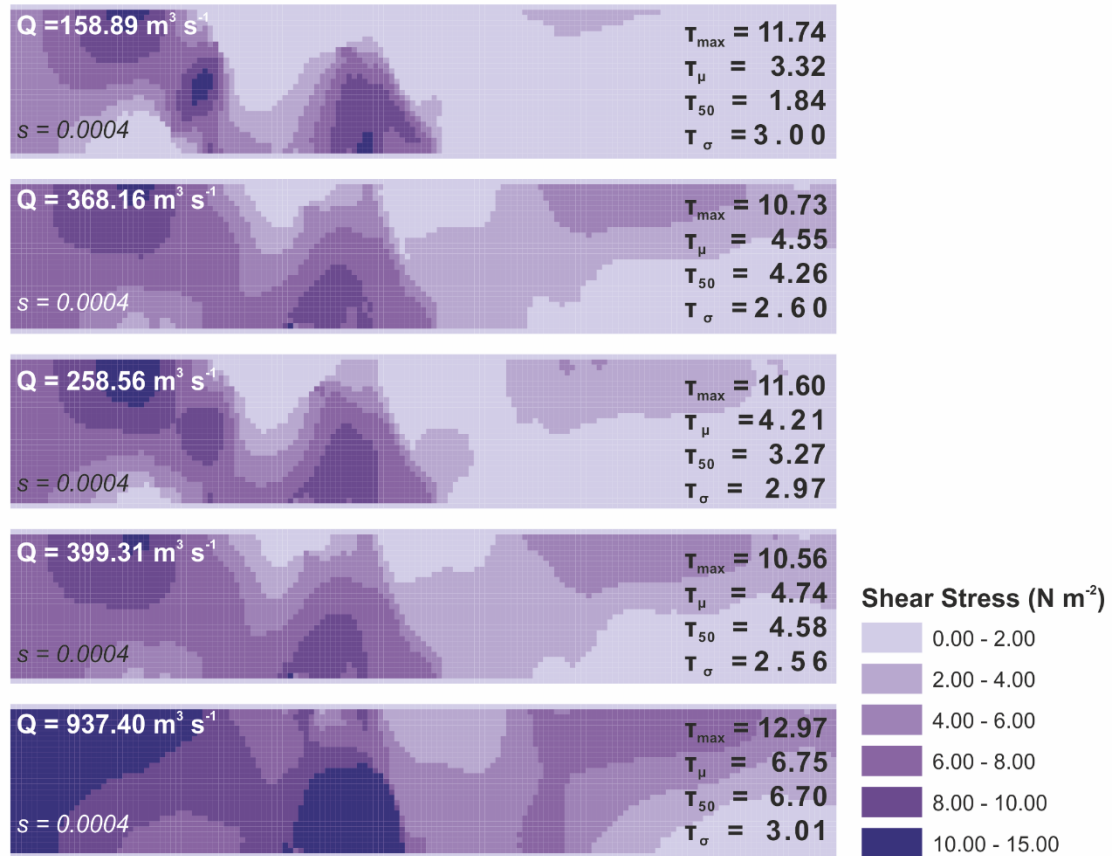 Q =158.89 m³ s⁻¹
τmax = 11.74
τμ = 3.32
τ50 = 1.84
τσ =3.00
s = 0.0004
Q = 368.16 m³ s⁻¹
τmax = 10.73
τμ = 4.55
τ50 = 4.26
τσ =2.60
s = 0.0004
Q = 258.56 m³ s⁻¹
τmax = 11.60
τμ =4.21
τ50 = 3.27
τσ = 2.97
s = 0.0004
Q = 399.31 m³ s⁻¹
τmax = 10.56
τμ = 4.74
τ50 = 4.58
τσ =2.56
s = 0.0004
Q = 937.40 m³ s⁻¹
τmax = 12.97
τμ = 6.75
τ50 = 6.70
τσ = 3.01
s = 0.0004
Shear Stress (N m⁻²)
0.00 - 2.00
2.00 - 4.00
4.00 - 6.00
6.00 - 8.00
8.00 - 10.00
10.00 - 15.00